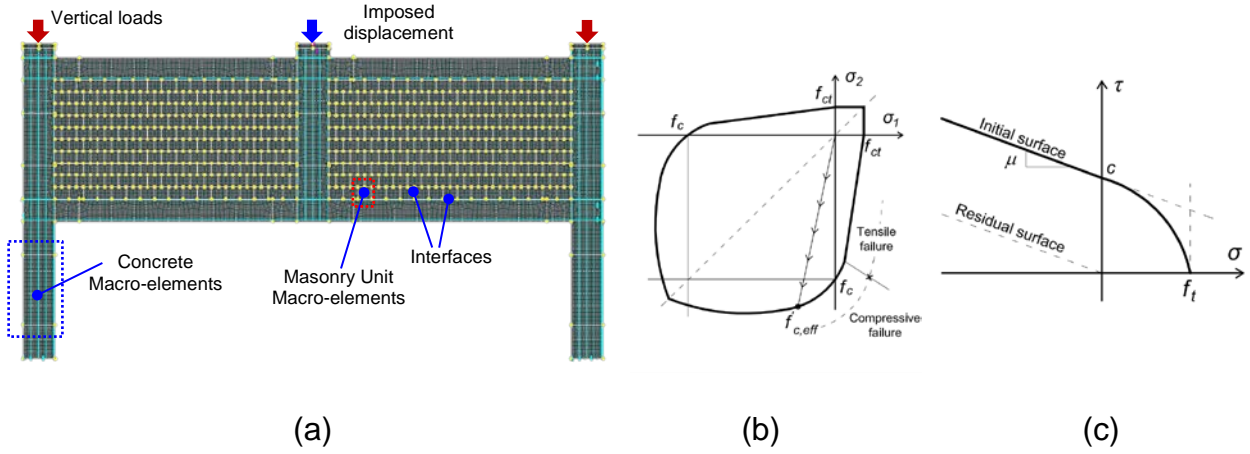 Vertical loads
Imposed
displacement
Concrete
Macro-elements
Masonry Unit
Macro-elements
Interfaces
(a)
σ2
fct
fc
σ1
fct
Tensile
failure
fc
f'c,eff
Compressive
failure
(b)
τ
Initial surface
μ
c
Residual surface
σ
ft
(c)